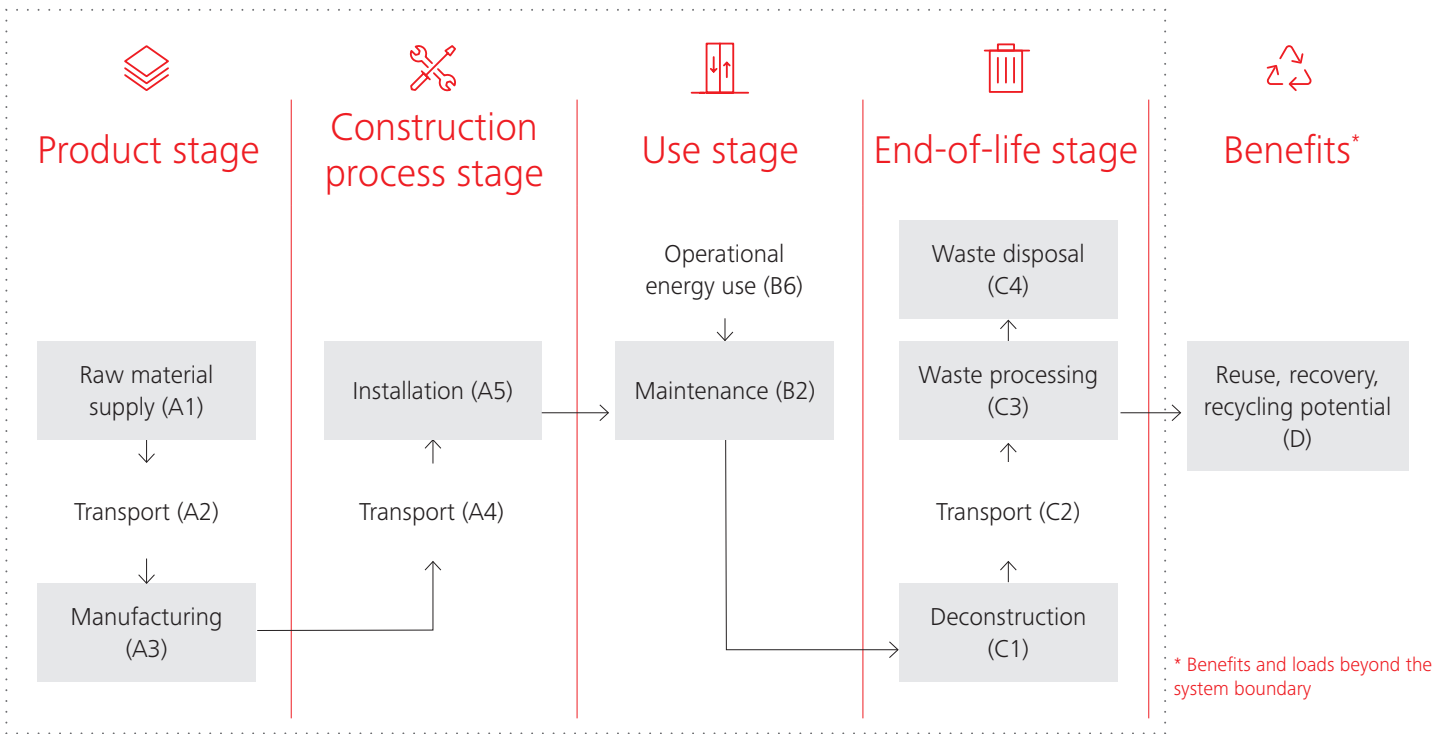 Product stage
Construction
process stage
Use stage
End-of-life stage
Benefits*
Raw material
supply (A1)
Transport (A2)
Manufacturing
(A3)
Installation (A5)
Transport (A4)
Operational
energy use (B6)
Maintenance (B2)
Waste disposal
(C4)
Waste processing
(C3)
Transport (C2)
Deconstruction
(C1)
Reuse, recovery,
recycling potential
(D)
* Benefits and loads beyond the
system boundary